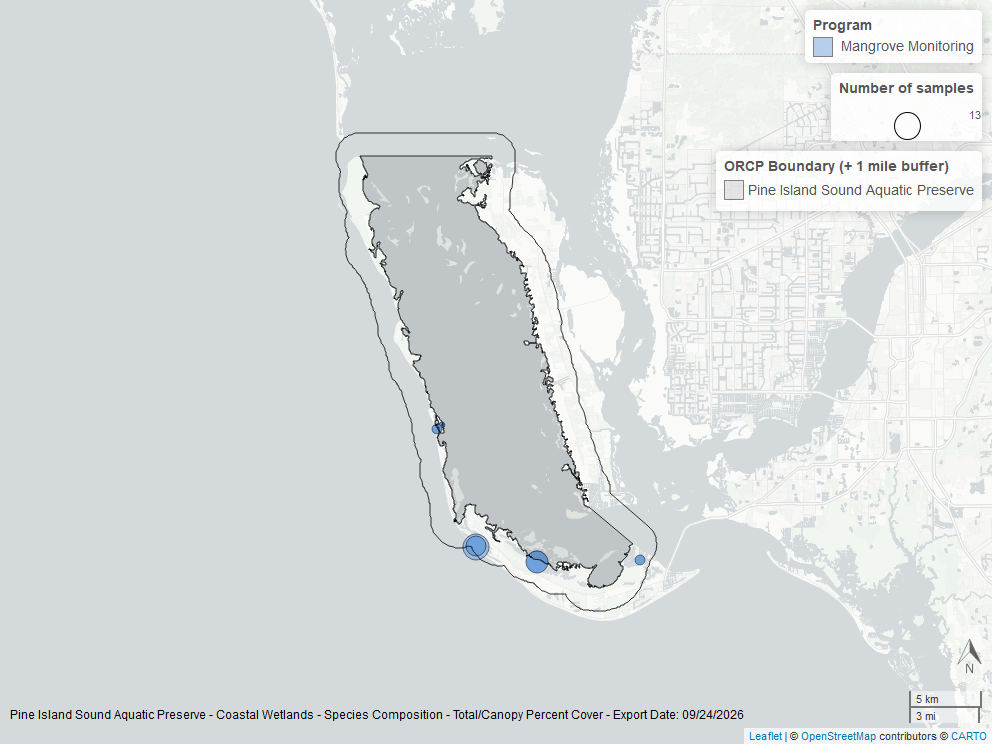 Program
Mangrove Monitoring
Number of samples
13
ORCP Boundary (+ 1 mile buffer)
Pine Island Sound Aquatic Preserve
N
5 km
3 mi
Pine Island Sound Aquatic Preserve - Coastal Wetlands - Species Composition - Total/Canopy Percent Cover - Export Date: 09/24/2026
Leaflet | © OpenStreetMap contributors © CARTO